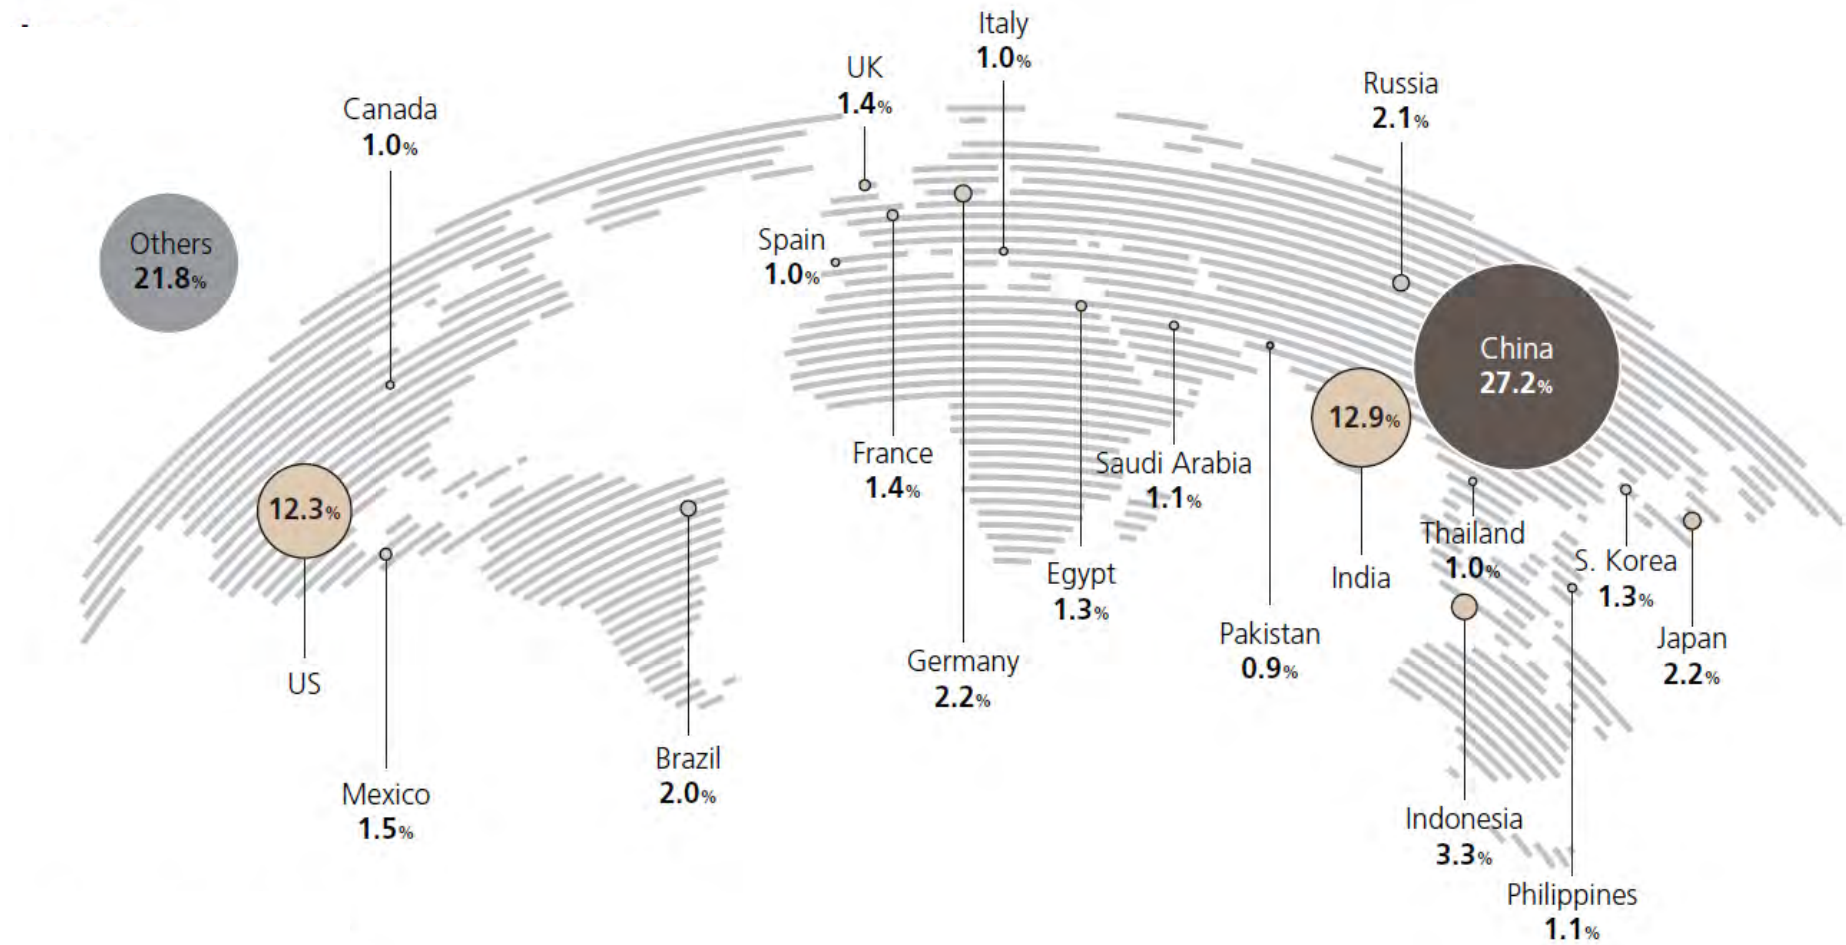 Italy
1.0%
UK
1.4%
Russia
2.1%
Canada
1.0%
Others
21.8%
Spain
1.0%
China
27.2%
12.9%
India
France
1.4%
Saudi Arabia
1.1%
12.3%
US
Thailand
1.0%
S. Korea
1.3%
Egypt
1.3%
Pakistan
0.9%
Japan
2.2%
Germany
2.2%
Brazil
2.0%
Mexico
1.5%
Indonesia
3.3%
Philippines
1.1%